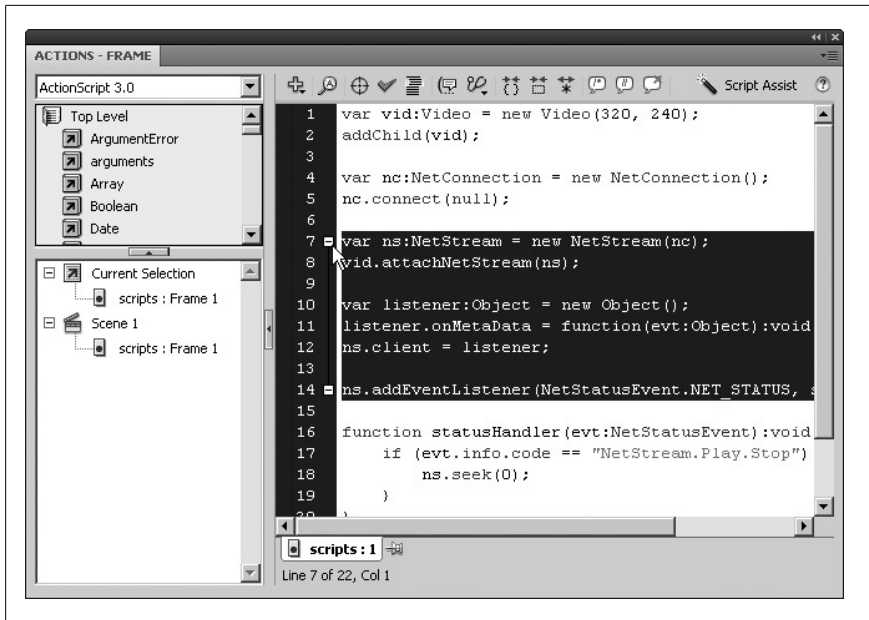 ACTIONS - FRAME
ActionScript 3.0
Top Level
ArgumentError
arguments
Array
Boolean
Date
Current Selection
scripts : Frame 1
Scene 1
scripts : Frame 1
Script Assist
1 var vid:Video = new Video(320, 240);
2 addChild(vid);
3
4 var nc:NetConnection = new NetConnection();
5 nc.connect(null);
6
7 var ns:NetStream = new NetStream(nc);
8 vid.attachNetStream(ns);
9
10 var listener:Object = new Object();
11 listener.onMetaData = function(evt:Object):void
12 ns.client = listener;
13
14 ns.addEventListener(NetStatusEvent.NET_STATUS,
15
16 function statusHandler(evt:NetStatusEvent):void
17 if (evt.info.code == "NetStream.Play.Stop")
18 ns.seek(0);
19 }
20 }
scripts : 1
Line 7 of 22, Col 1